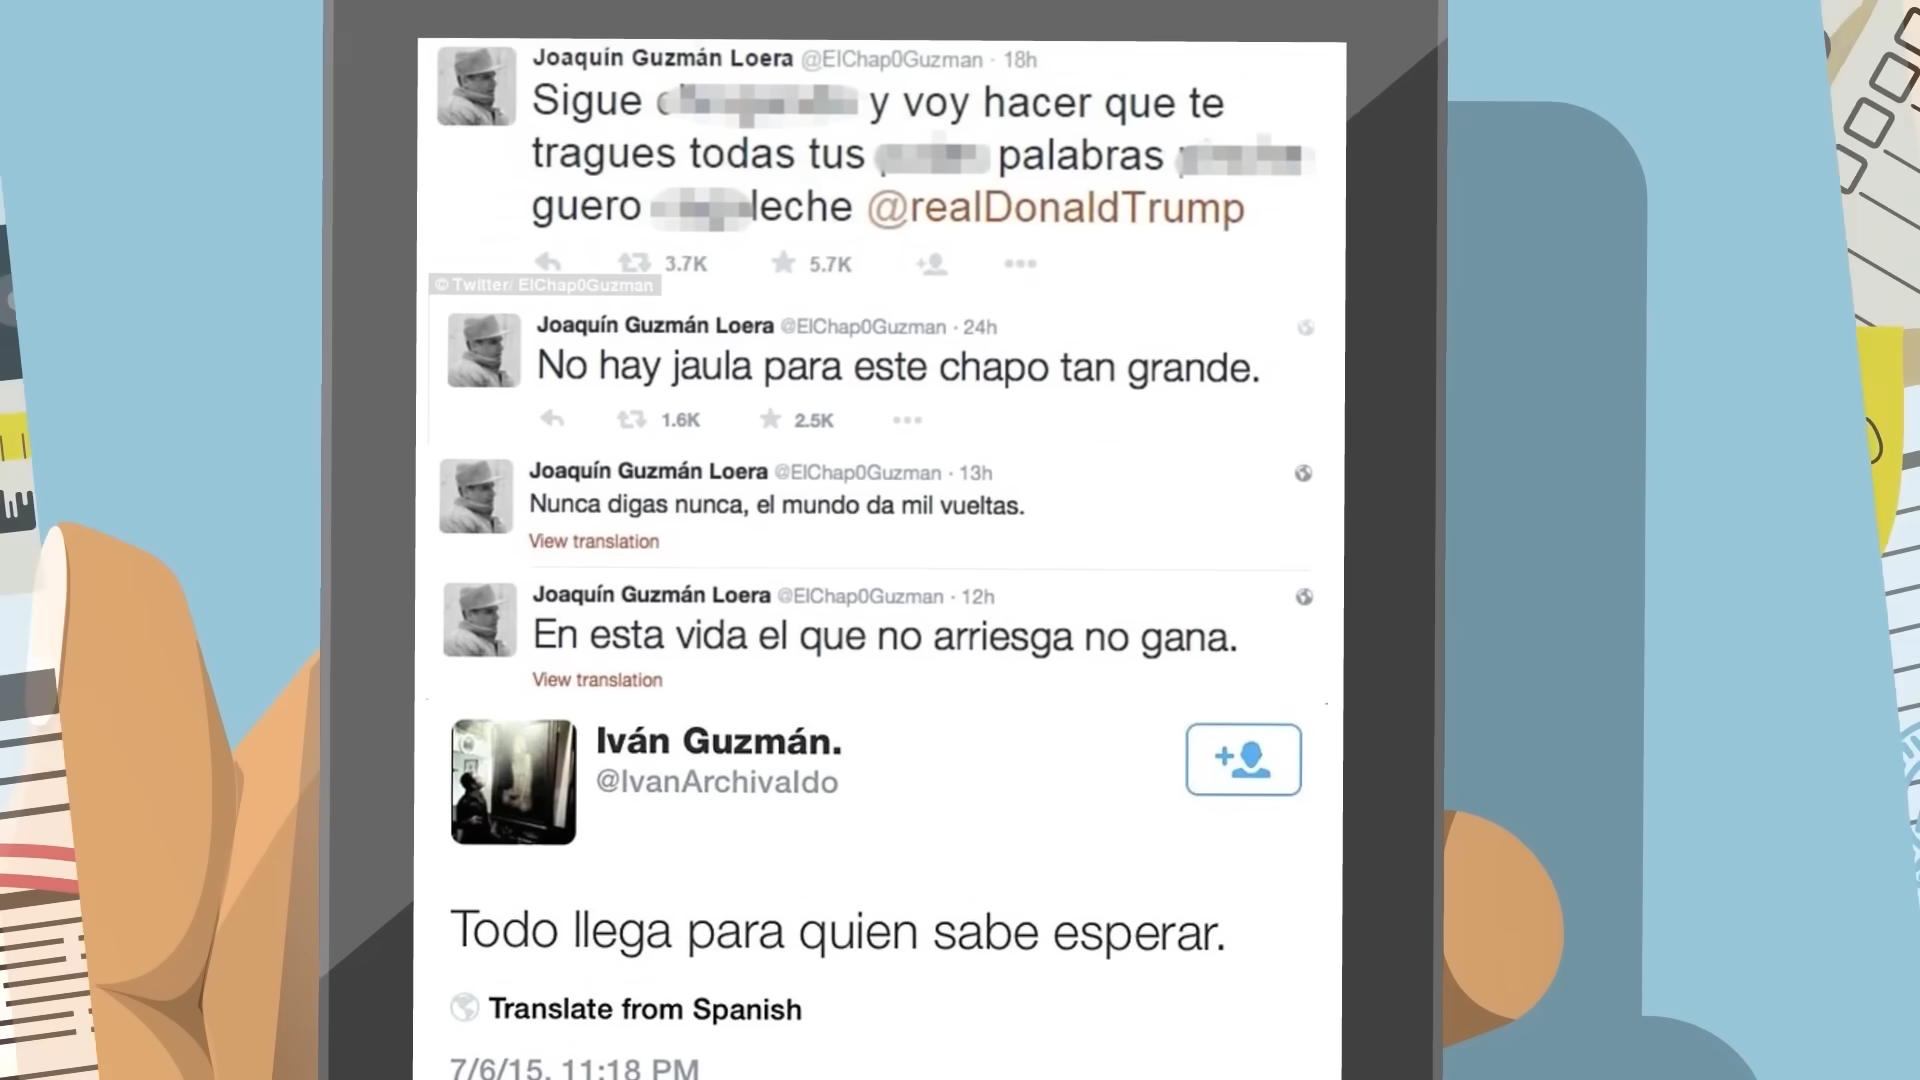 Joaquín Guzmán Loera @ElChap0Guzman · 18h
Sigue y voy hacer que te
tragues todas tus palabras
guero leche @realDonaldTrump
3.7K 5.7K
© Twitter/ ElChap0Guzman
Joaquín Guzmán Loera @ElChap0Guzman · 24h
No hay jaula para este chapo tan grande.
1.6K 2.5K
Joaquín Guzmán Loera @ElChap0Guzman · 13h
Nunca digas nunca, el mundo da mil vueltas.
View translation
Joaquín Guzmán Loera @ElChap0Guzman · 12h
En esta vida el que no arriesga no gana.
View translation
Iván Guzmán.
@IvanArchivaldo
Todo llega para quien sabe esperar.
Translate from Spanish
7/6/15, 11:18 PM